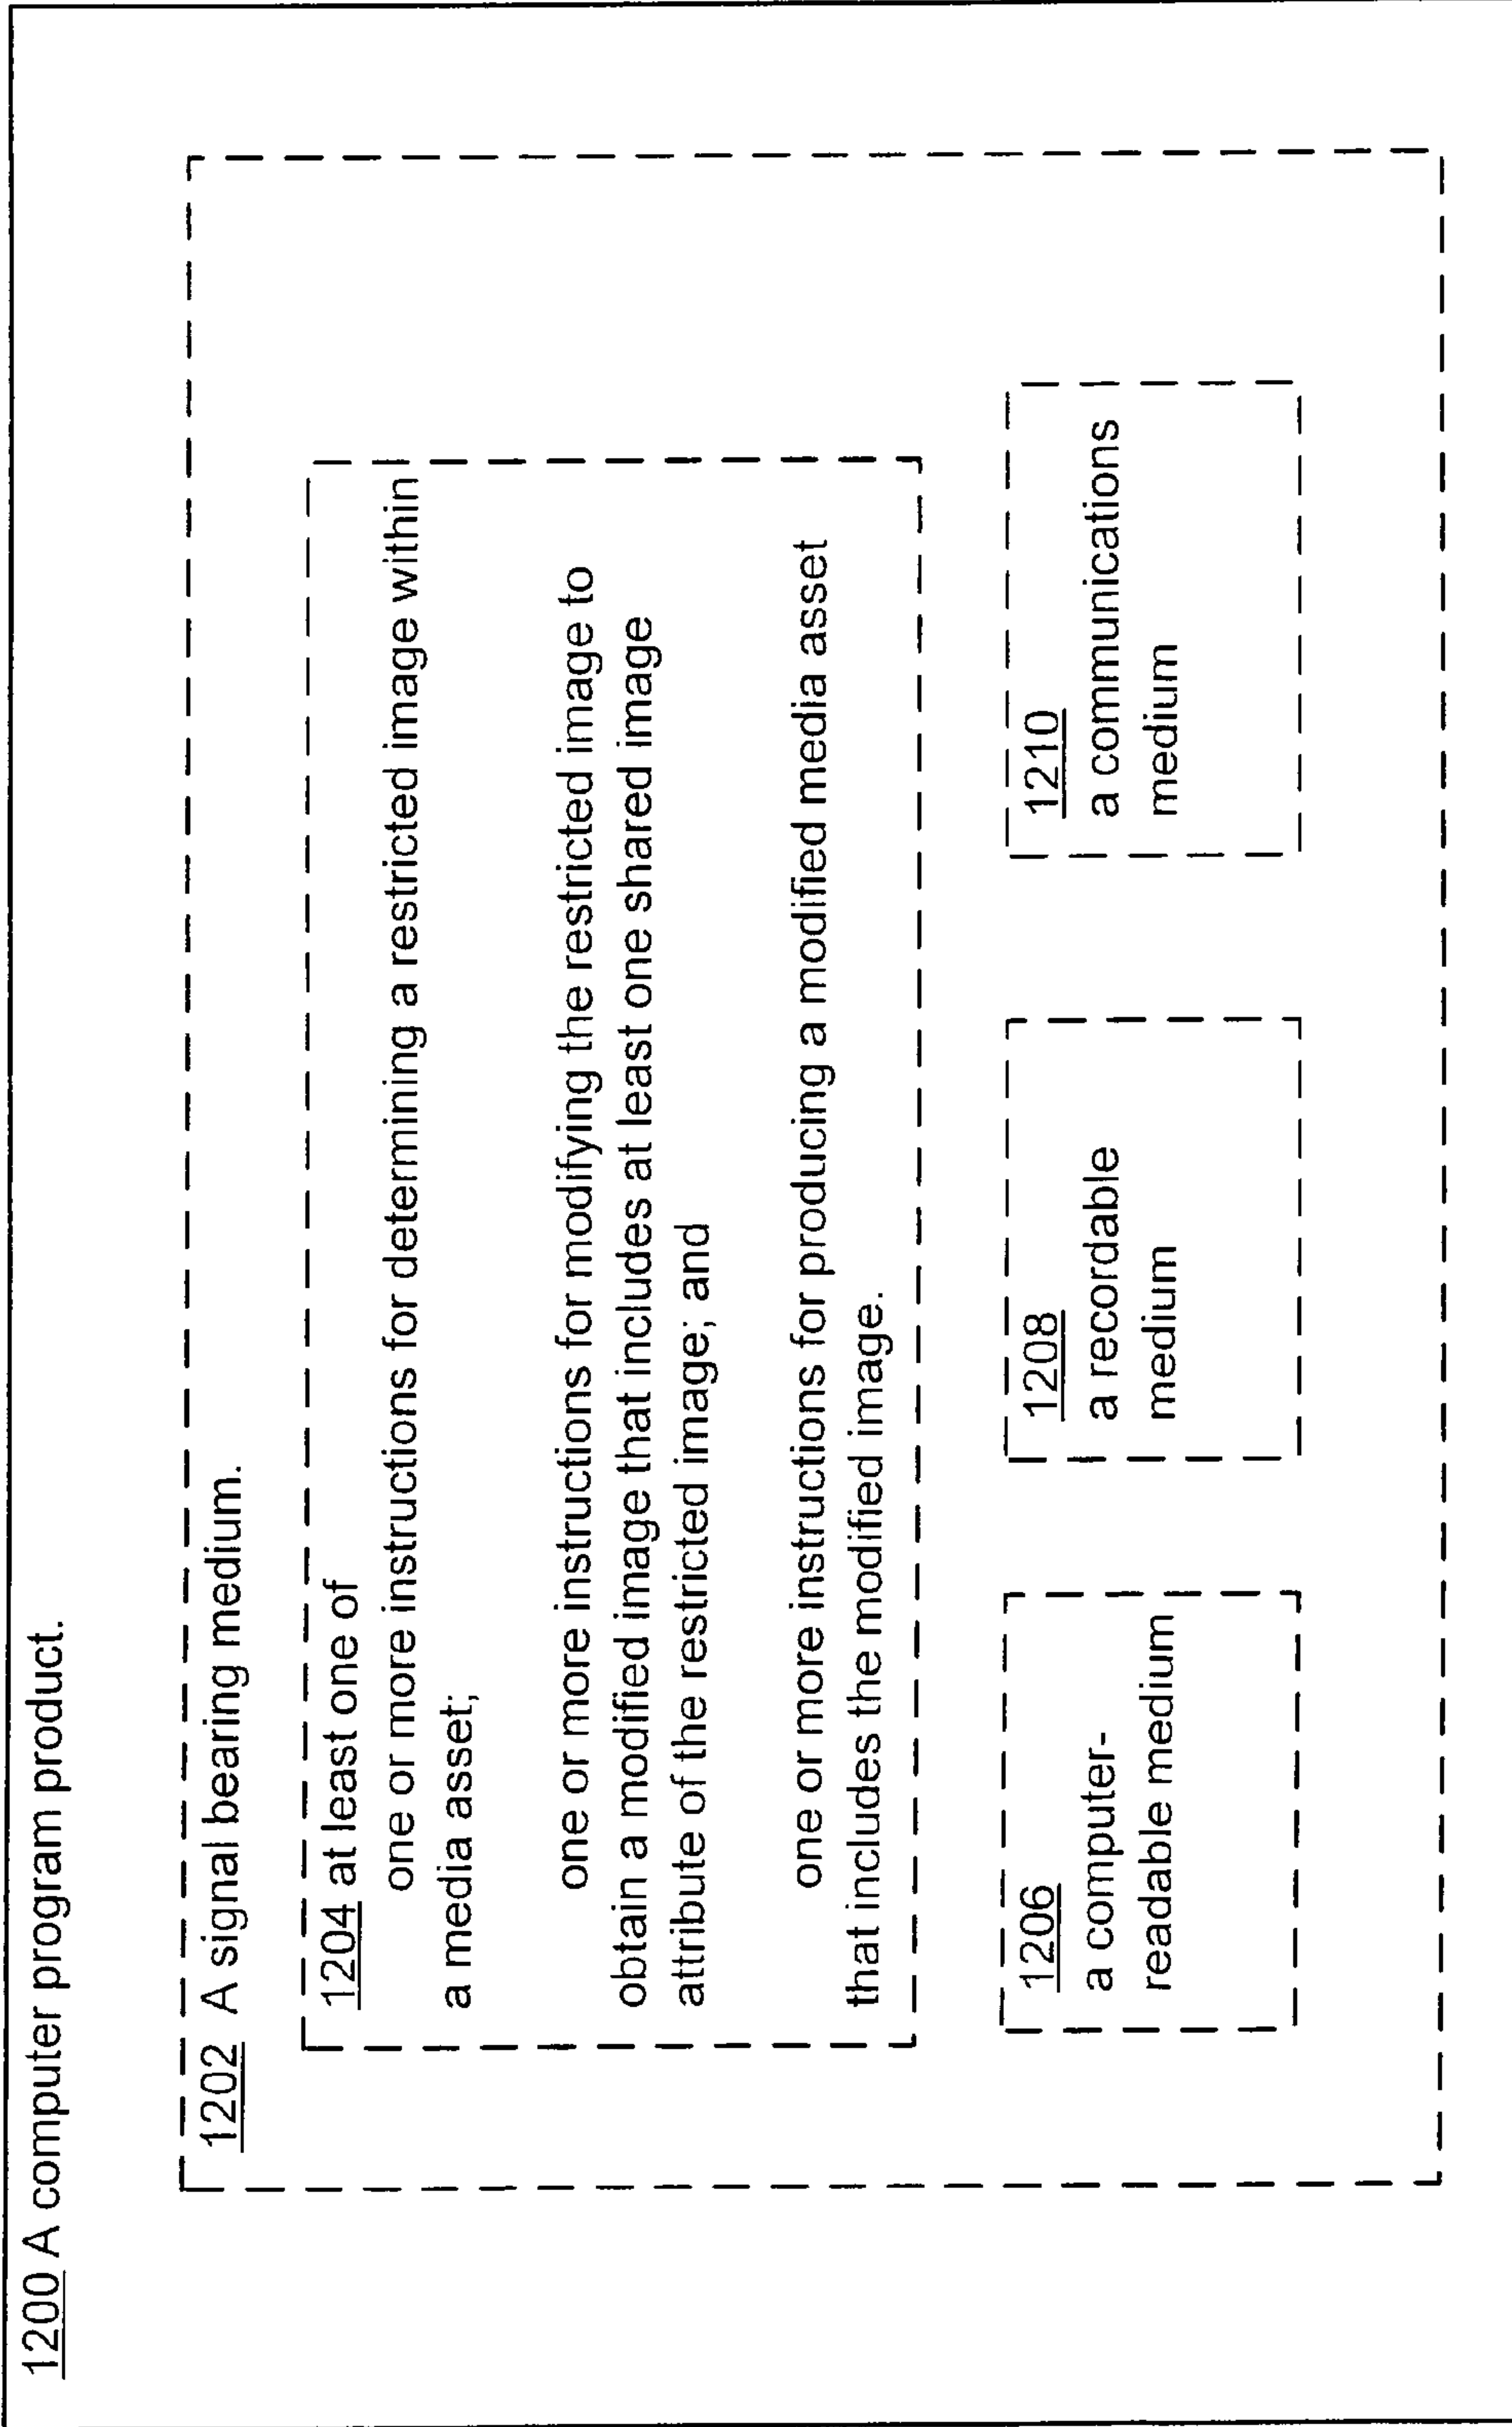 1200 A computer program product.
1202 A signal bearing medium.
1204 at least one of
one or more instructions for determining a restricted image within
a media asset;
one or more instructions for modifying the restricted image to
obtain a modified image that includes at least one shared image
attribute of the restricted image; and
one or more instructions for producing a modified media asset
that includes the modified image.
1206
a computer-
readable medium
1208
a recordable
medium
1210
a communications
medium